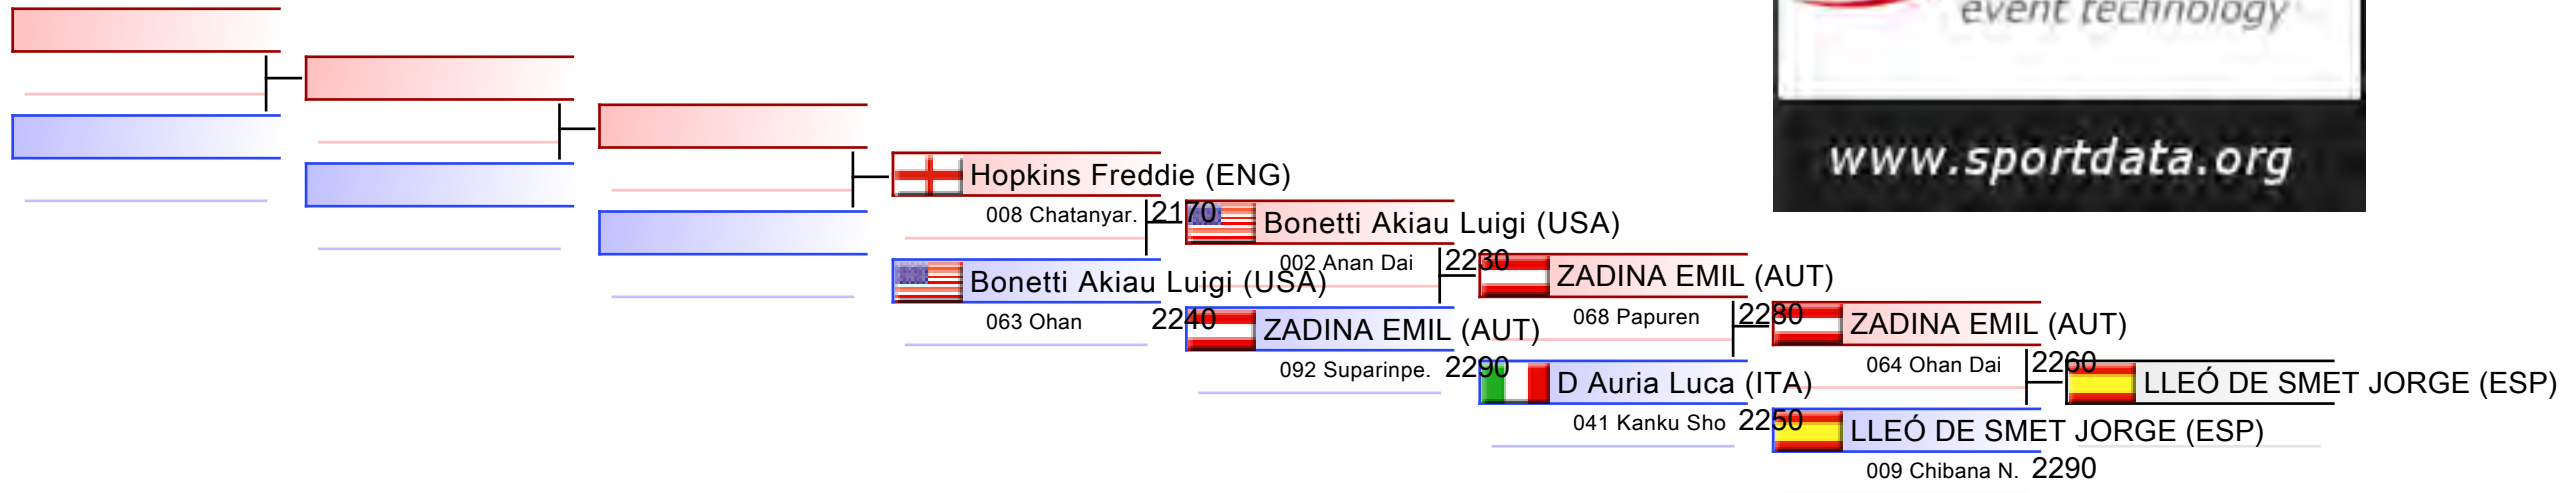 event technology
www.sportdata.org
Hopkins Freddie (ENG)
008 Chatanyar. 2170
Bonetti Akiau Luigi (USA)
063 Ohan 2240
Bonetti Akiau Luigi (USA)
002 Anan Dai 2230
ZADINA EMIL (AUT)
092 Suparinpe. 2290
ZADINA EMIL (AUT)
068 Papuren 2280
D Auria Luca (ITA)
041 Kanku Sho 2250
ZADINA EMIL (AUT)
064 Ohan Dai 2260
LLEÓ DE SMET JORGE (ESP)
009 Chibana N. 2290
LLEÓ DE SMET JORGE (ESP)